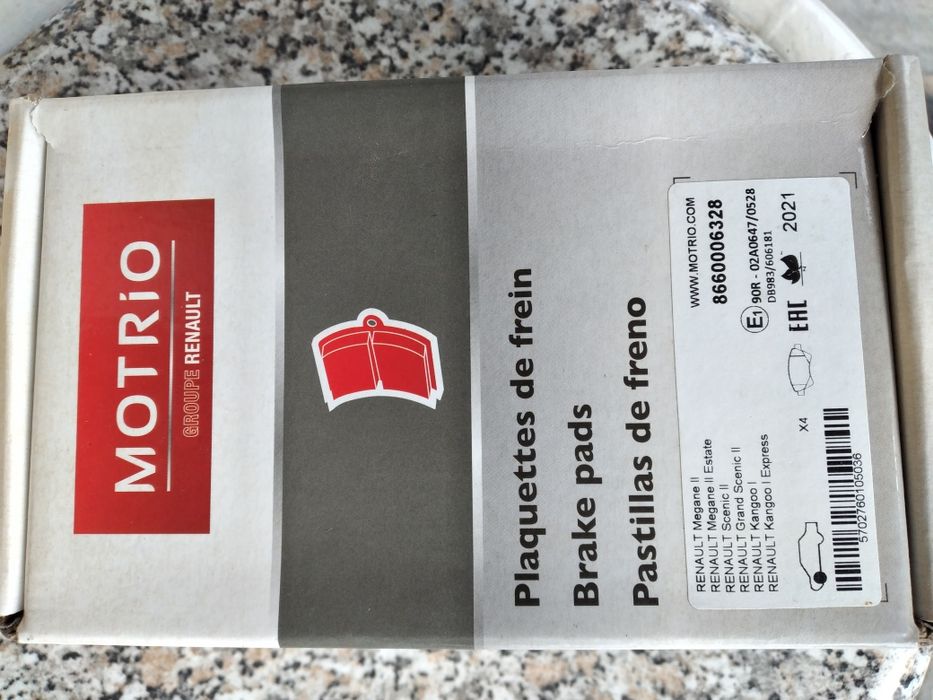 MOTRIO
GROUPE RENAULT
Plaquettes de frein
Brake pads
Pastillas de freno
WWW.MOTRIO.COM
8660006328
E1 90R - 02A0647/0528
DB983/606181
EAC
2021
RENAULT Megane II
RENAULT Megane II Estate
RENAULT Scenic II
RENAULT Grand Scenic II
RENAULT Kangoo I
RENAULT Kangoo I Express
X4
5702760105036